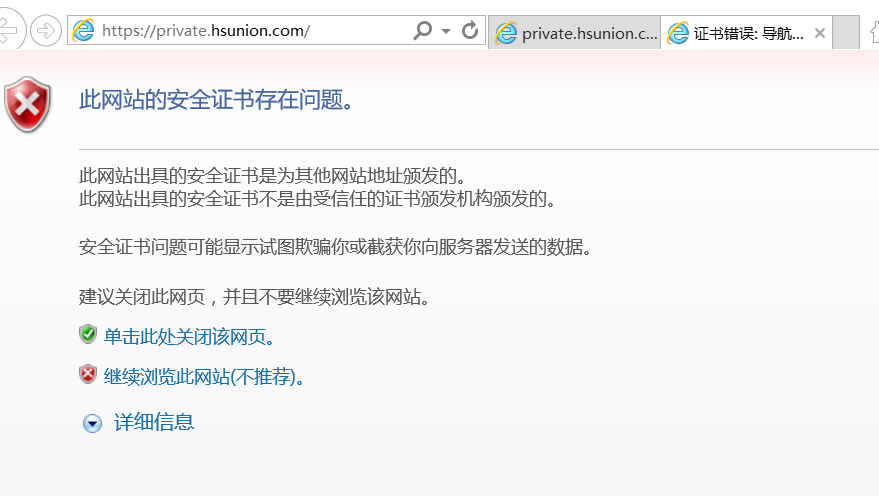 https://private.hsunion.com/
private.hsunion.c...
证书错误: 导航...
此网站的安全证书存在问题。
此网站出具的安全证书是为其他网站地址颁发的。
此网站出具的安全证书不是由受信任的证书颁发机构颁发的。
安全证书问题可能显示试图欺骗你或截获你向服务器发送的数据。
建议关闭此网页，并且不要继续浏览该网站。
单击此处关闭该网页。
继续浏览此网站(不推荐)。
详细信息